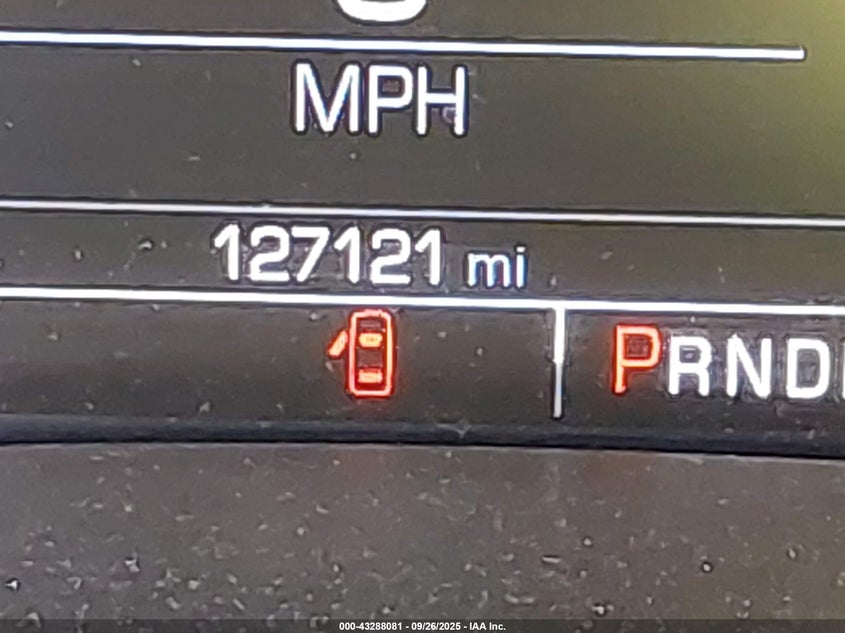 MPH
127121 mi
PRND
000-43288081 - 09/26/2025 - IAA Inc.